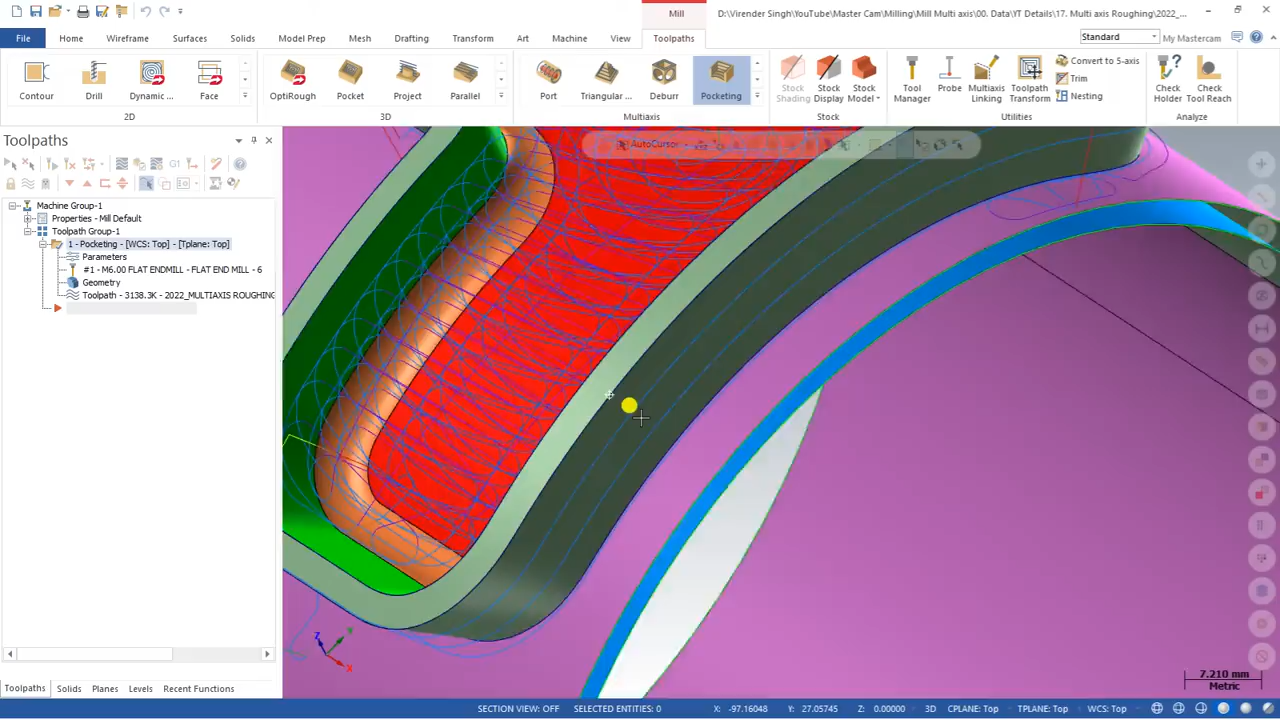 Mill
D:\Virender Singh\YouTube\Master Cam\Milling\Mill Multi axis\00. Data\YT Details\17. Multi axis Roughing\2022_...
File Home Wireframe Surfaces Solids Model Prep Mesh Drafting Transform Art Machine View Toolpaths
Standard
My Mastercam
Contour Drill Dynamic ... Face
2D
OptiRough Pocket Project Parallel
3D
Port Triangular ... Deburr Pocketing
Multiaxis
Stock Shading Stock Display Stock Model
Stock
Tool Manager Probe Multiaxis Linking Toolpath Transform
Convert to 5-axis
Trim
Nesting
Utilities
Check Holder Check Tool Reach
Analyze
Toolpaths
AutoCursor
G1
Machine Group-1
Properties - Mill Default
Toolpath Group-1
1 - Pocketing - [WCS: Top] - [Tplane: Top]
Parameters
#1 - M6.00 FLAT ENDMILL - FLAT END MILL - 6
Geometry
Toolpath - 3138.3K - 2022_MULTIAXIS ROUGHING
Z Y X
7.210 mm
Metric
Toolpaths Solids Planes Levels Recent Functions
SECTION VIEW: OFF SELECTED ENTITIES: 0 X: -97.16048 Y: 27.05745 Z: 0.00000 3D CPLANE: Top TPLANE: Top WCS: Top